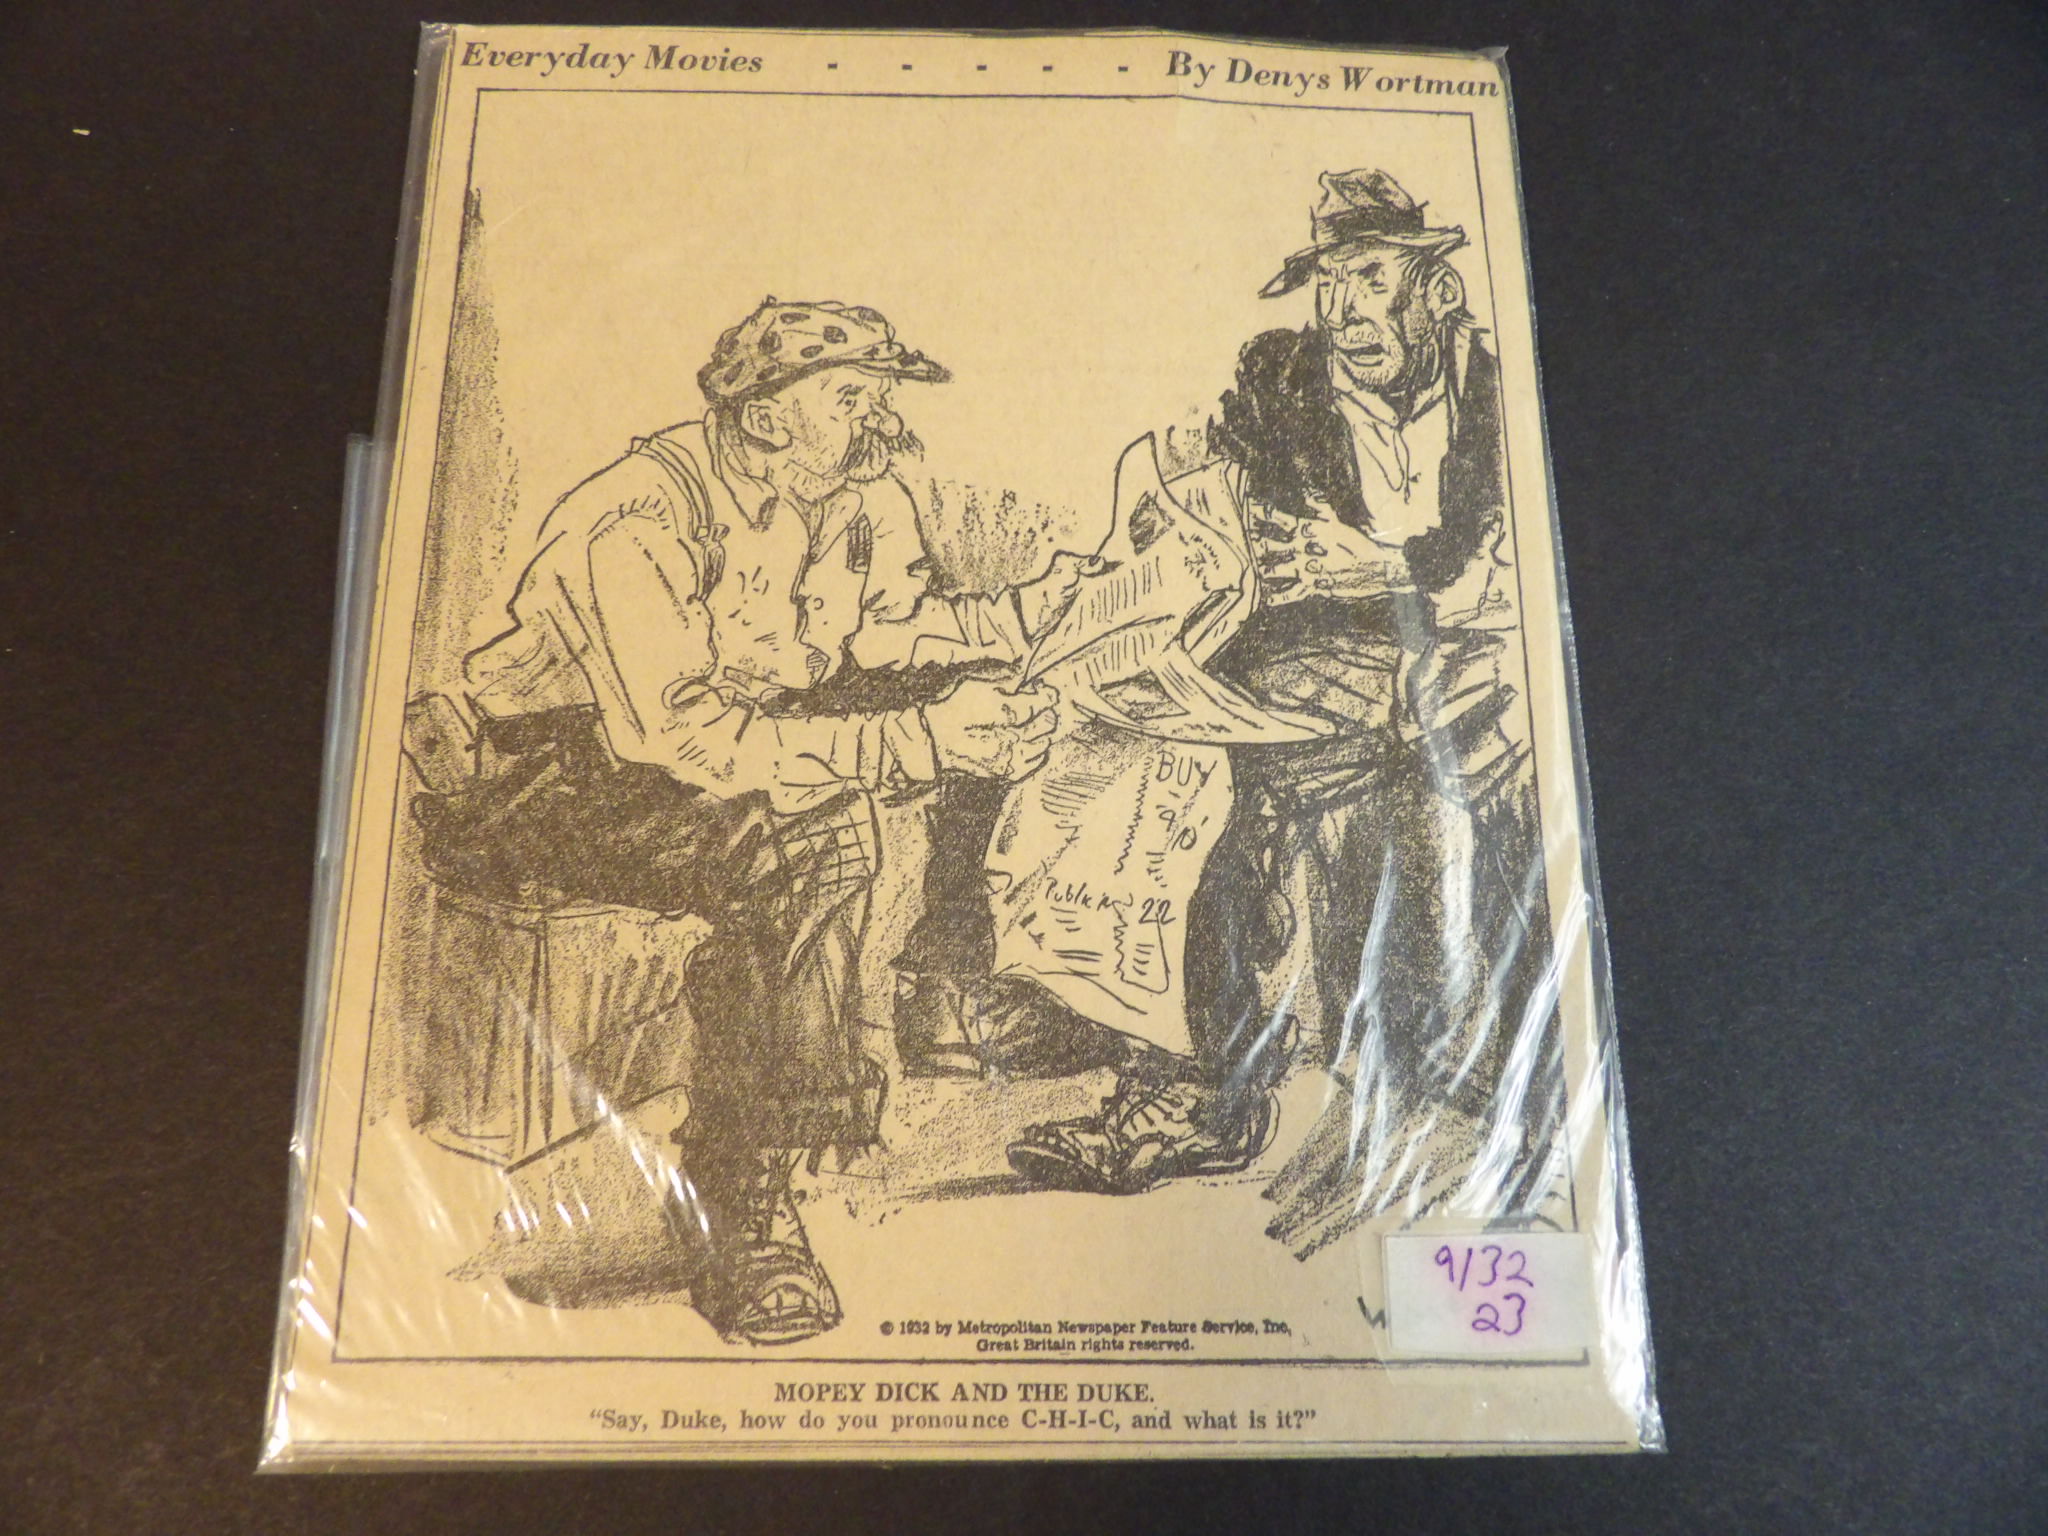 Everyday Movies - - - - - By Denys Wortman
BUY
22
© 1932 by Metropolitan Newspaper Feature Service, Inc,
Great Britain rights reserved.
9/32
23
MOPEY DICK AND THE DUKE.
“Say, Duke, how do you pronounce C-H-I-C, and what is it?”